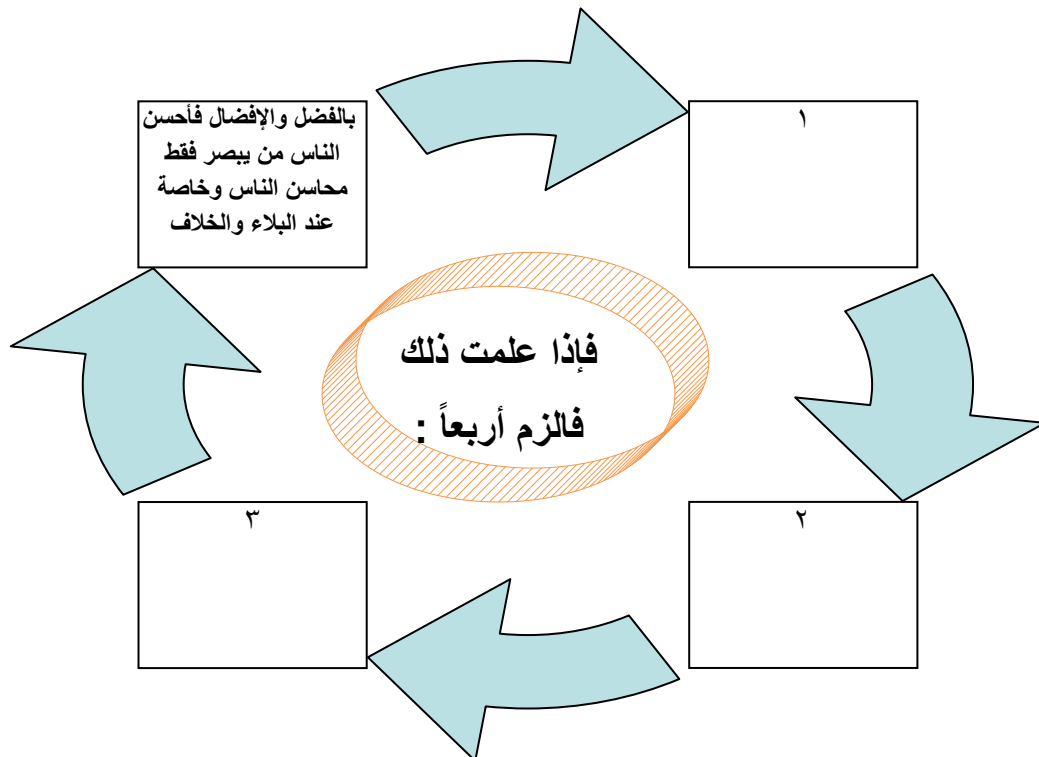 بالفضل والإفضال فأحسن
الناس من يبصر فقط
محاسن الناس وخاصة
عند البلاء والخلاف
١
فإذا علمت ذلك
فالزم أربعاً :
٣
٢